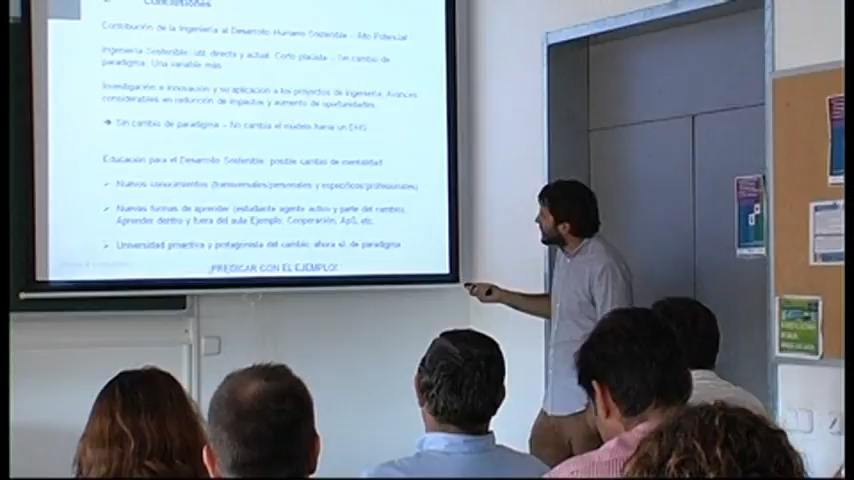 Conclusiones
Contribución de la Ingeniería al Desarrollo Humano Sostenible – Alto Potencial
Ingeniería Sostenible: útil, directa y actual. Corto placista – Sin cambio de
paradigma. Una variable más.
Investigación e innovación y su aplicación a los proyectos de ingeniería. Avances
considerables en reducción de impactos y aumento de oportunidades.
➔ Sin cambio de paradigma – No cambia el modelo hacia un DHS
Educación para el Desarrollo Sostenible: posible cambio de mentalidad
✓ Nuevos conocimientos (transversales/personales y específicos/profesionales)
✓ Nuevas formas de aprender (estudiante agente activo y parte del cambio,
Aprender dentro y fuera del aula Ejemplo: Cooperación, ApS, etc.
✓ Universidad proactiva y protagonista del cambio, ahora sí, de paradigma
¡PREDICAR CON EL EJEMPLO!